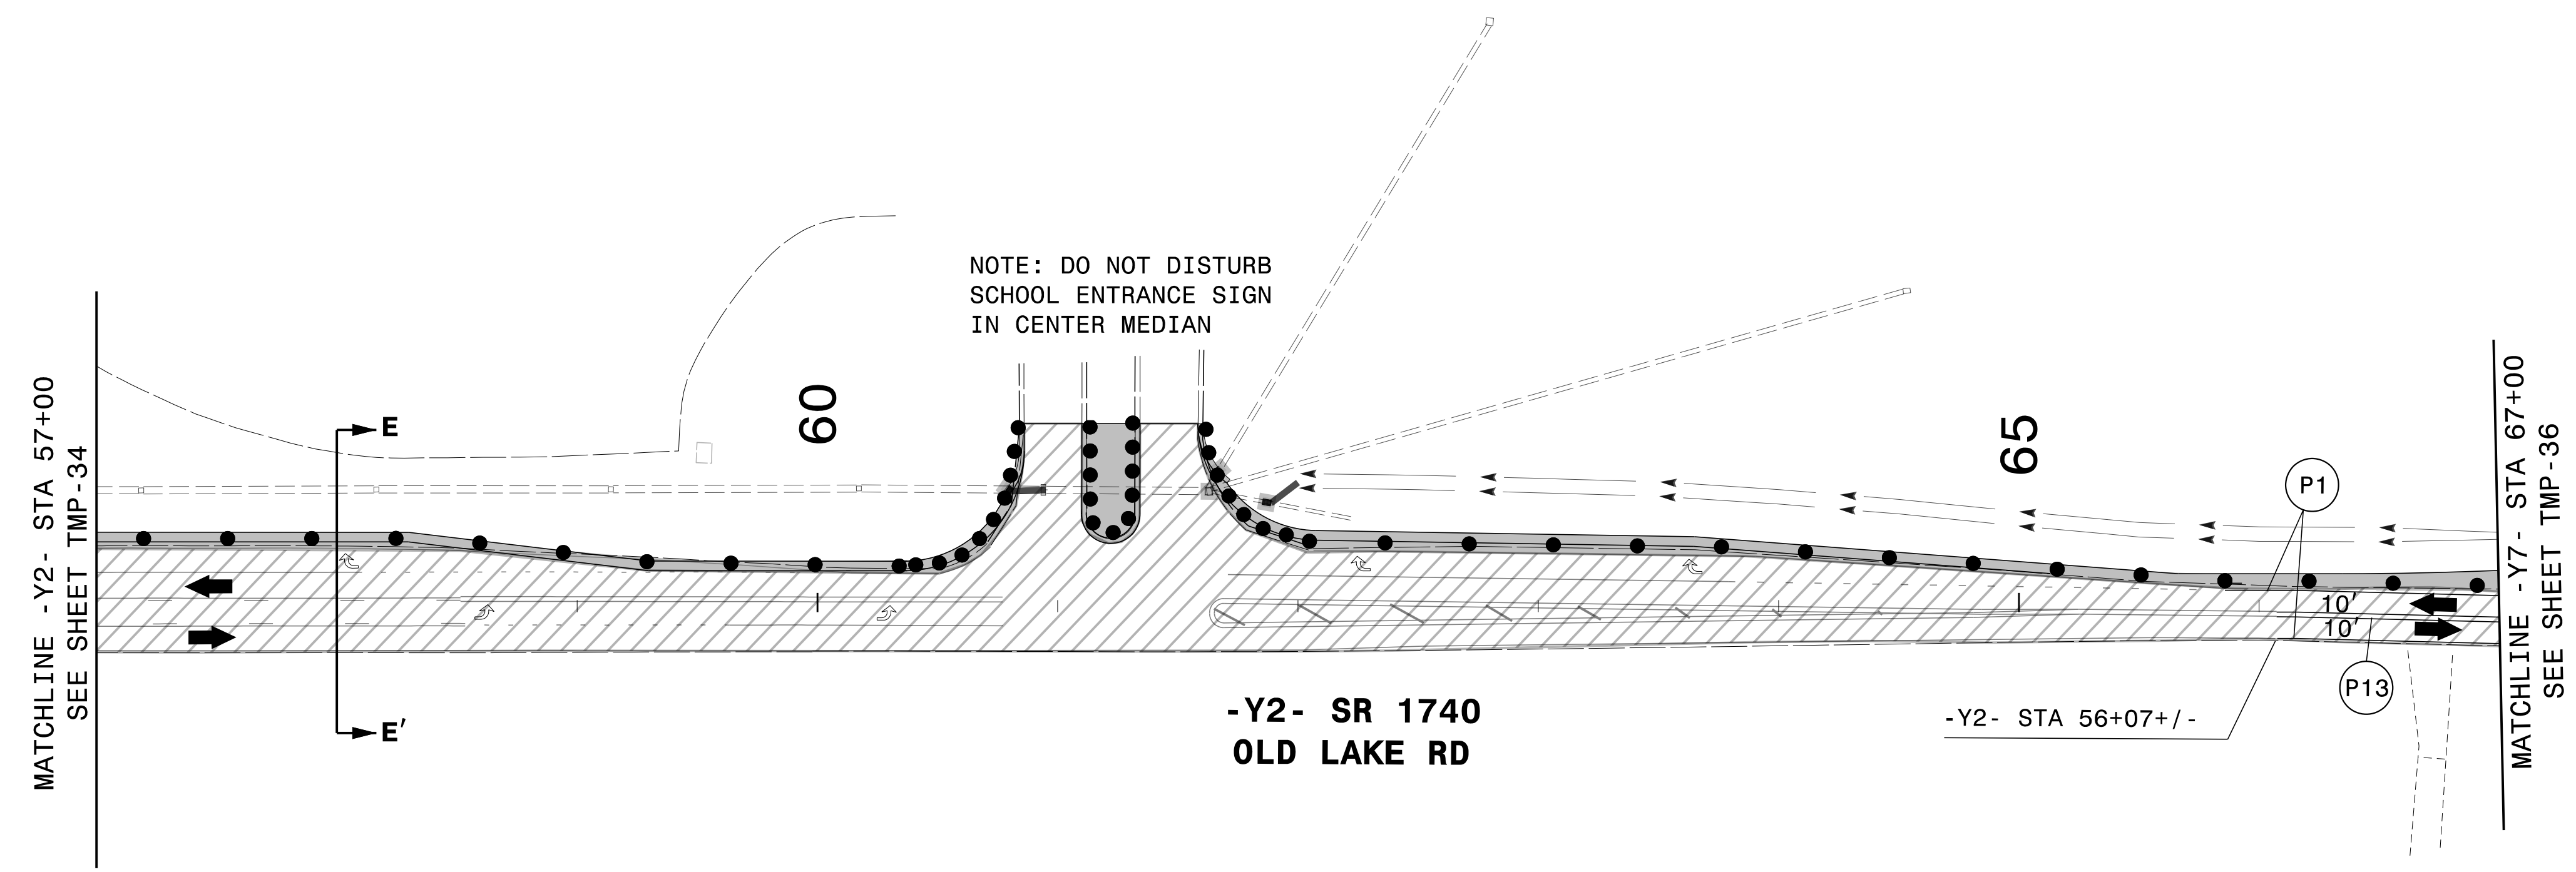 NOTE: DO NOT DISTURB
SCHOOL ENTRANCE SIGN
IN CENTER MEDIAN
MATCHLINE -Y2- STA 57+00
SEE SHEET TMP-34
E
E'
60
65
P1
10'
10'
P13
-Y2- STA 56+07+/-
-Y2- SR 1740
OLD LAKE RD
MATCHLINE -Y7- STA 67+00
SEE SHEET TMP-36